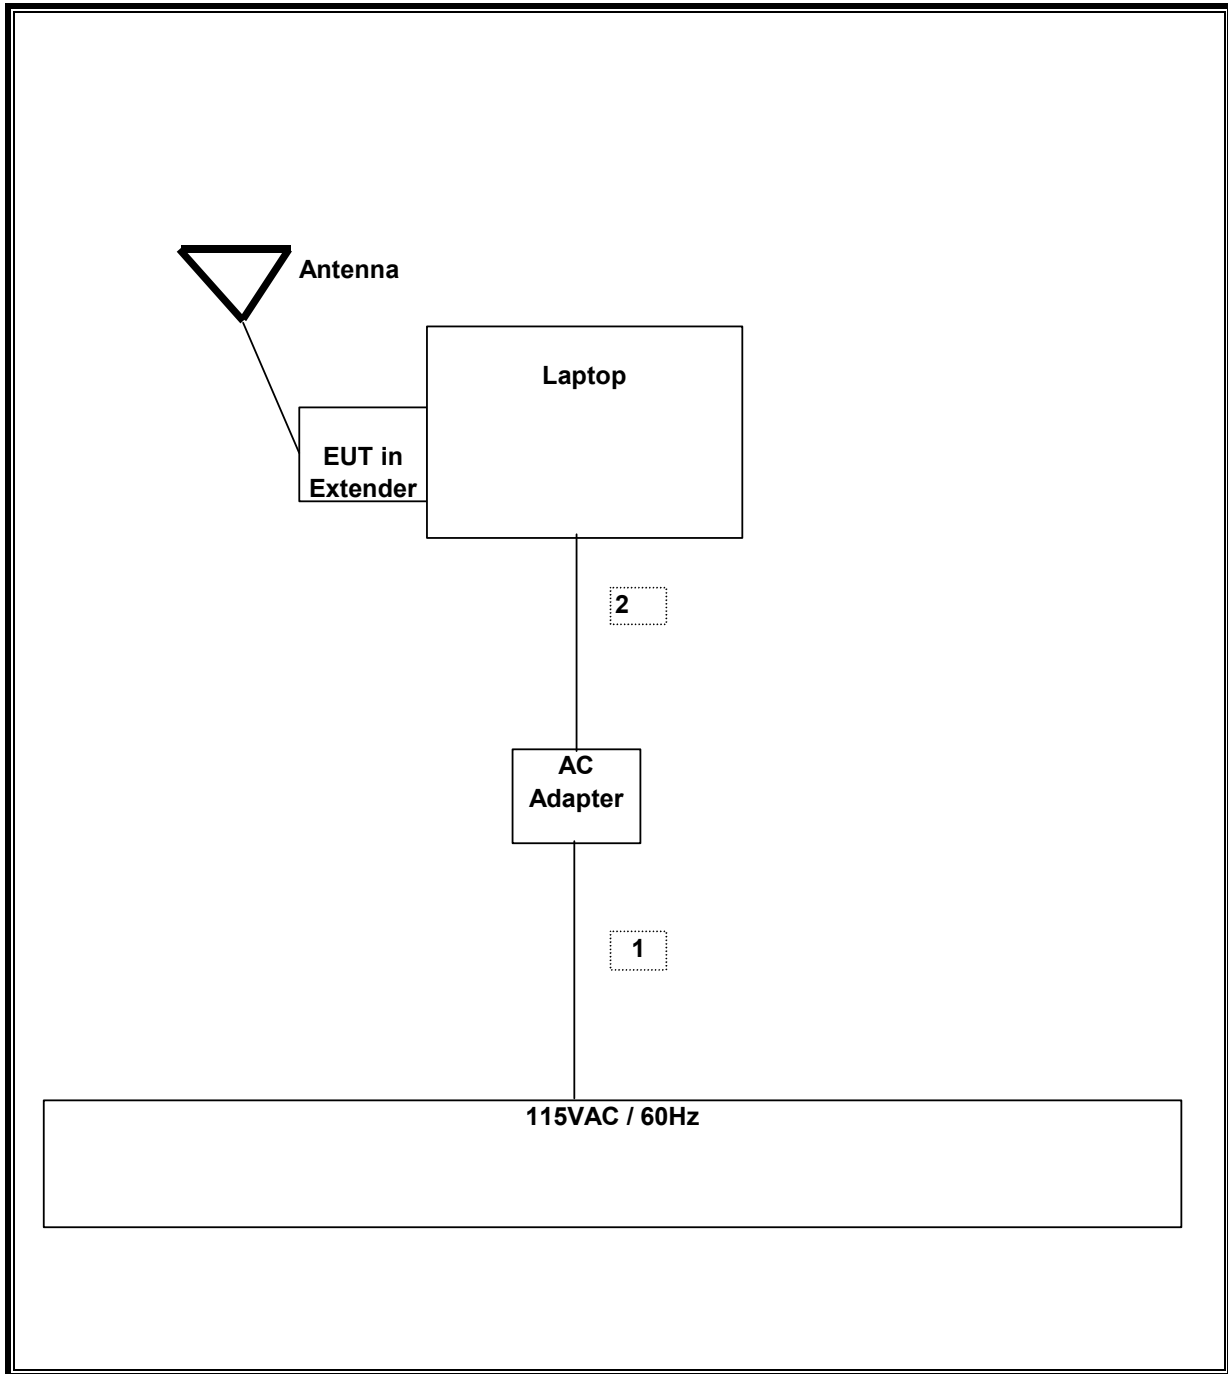 Antenna
Laptop
EUT in
Extender
2
AC
Adapter
1
115VAC / 60Hz